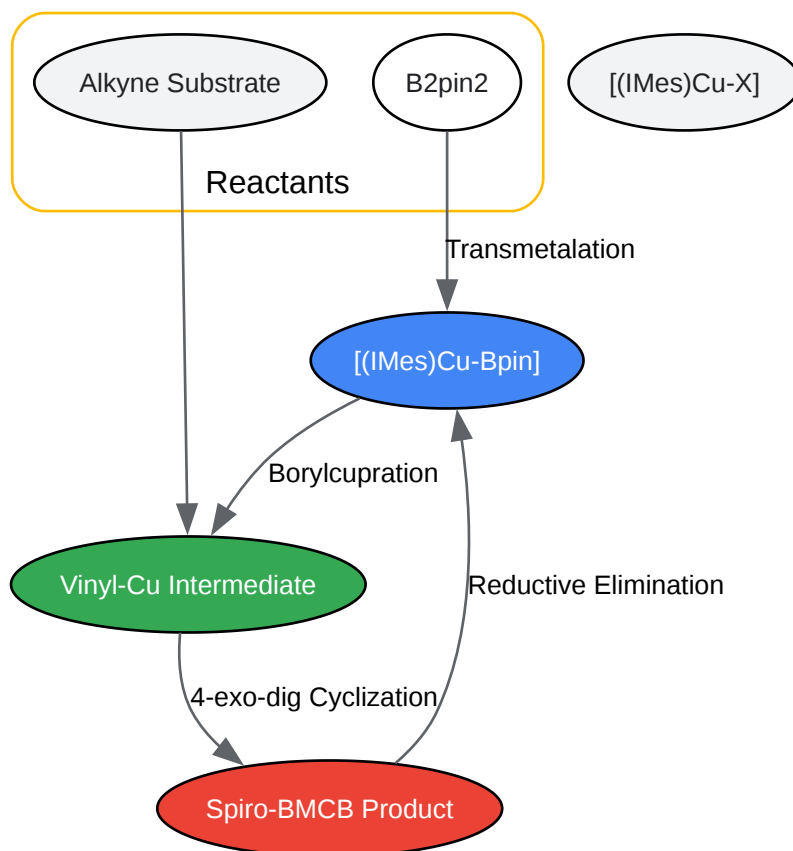 Alkyne Substrate
B2pin2
[(IMes)Cu-X]
Reactants
Transmetalation
[(IMes)Cu-Bpin]
Borylcupration
Vinyl-Cu Intermediate
Reductive Elimination
4-exo-dig Cyclization
Spiro-BMCB Product